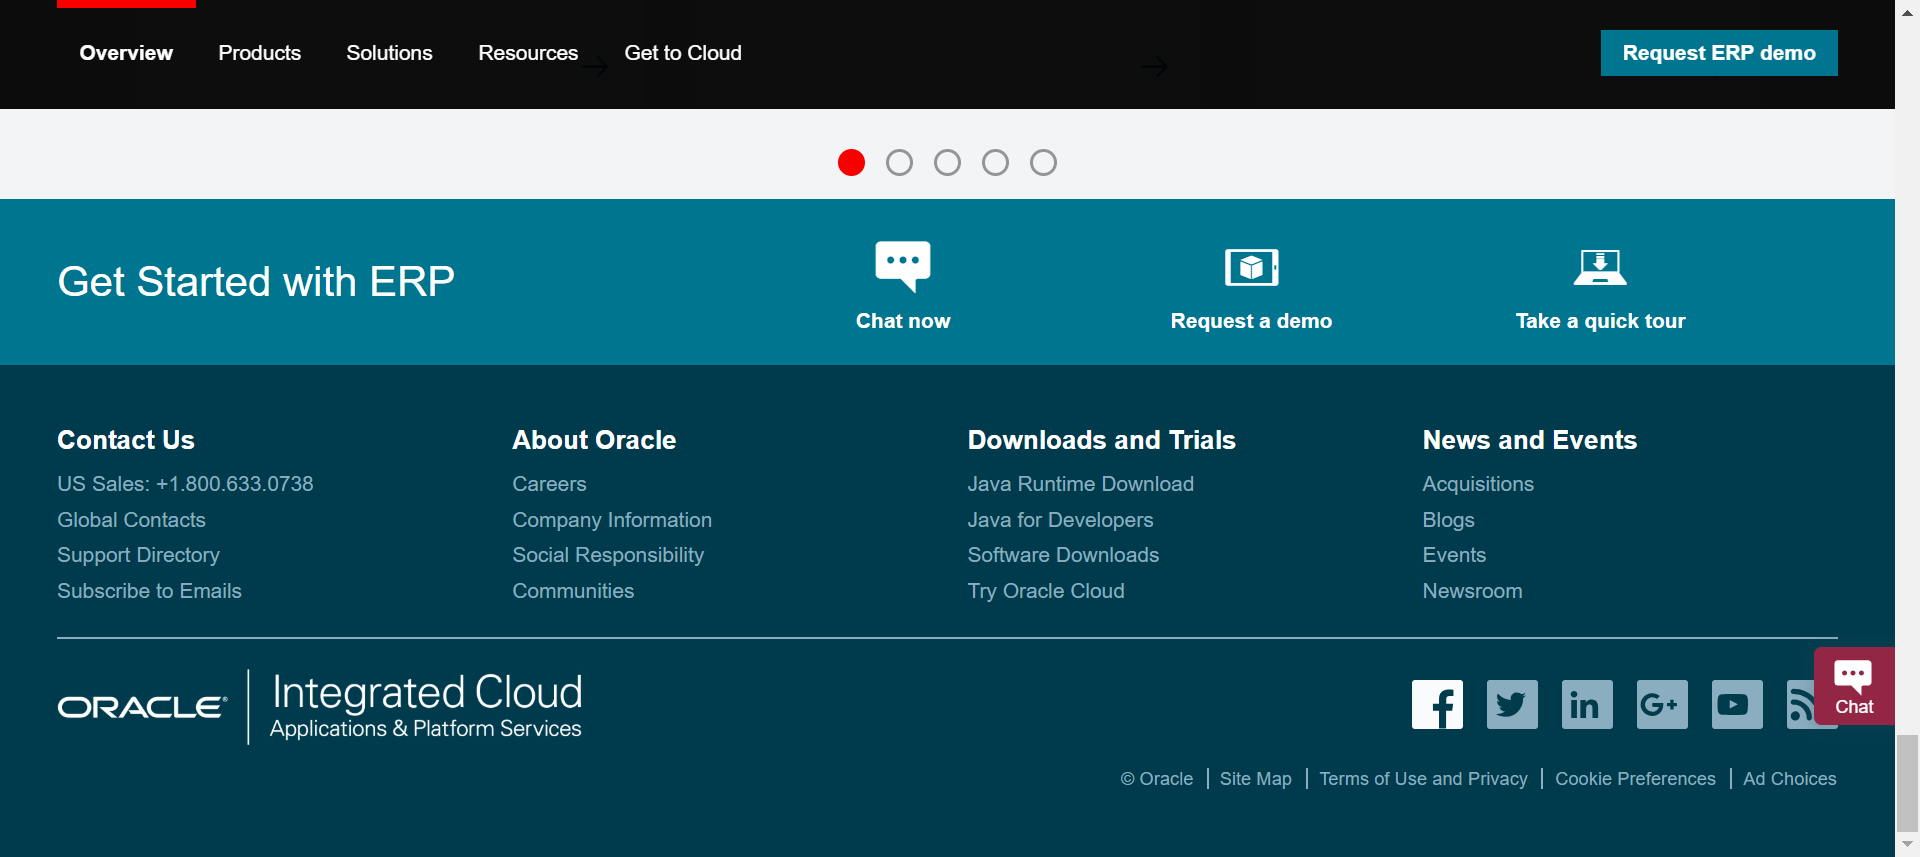 Overview Products Solutions Resources Get to Cloud Request ERP demo
Get Started with ERP
Chat now Request a demo Take a quick tour
Contact Us
US Sales: +1.800.633.0738
Global Contacts
Support Directory
Subscribe to Emails
About Oracle
Careers
Company Information
Social Responsibility
Communities
Downloads and Trials
Java Runtime Download
Java for Developers
Software Downloads
Try Oracle Cloud
News and Events
Acquisitions
Blogs
Events
Newsroom
ORACLE®
Integrated Cloud
Applications & Platform Services
f in G+
Chat
© Oracle | Site Map | Terms of Use and Privacy | Cookie Preferences | Ad Choices